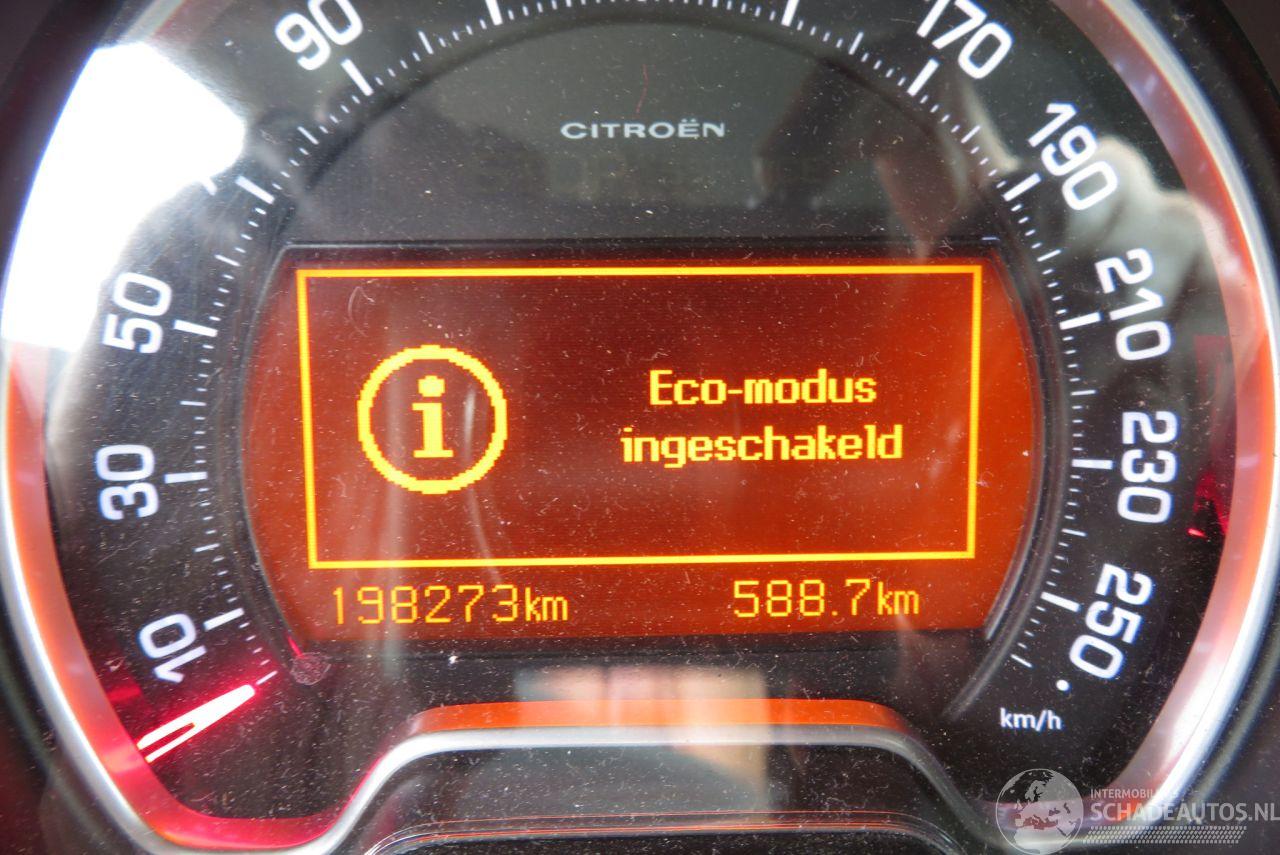 90
170
CITROËN
190
50
210
i
Eco-modus
ingeschakeld
30
230
198273km
588.7km
10
250
km/h
INTERMOBILES
SCHADEAUTOS.NL